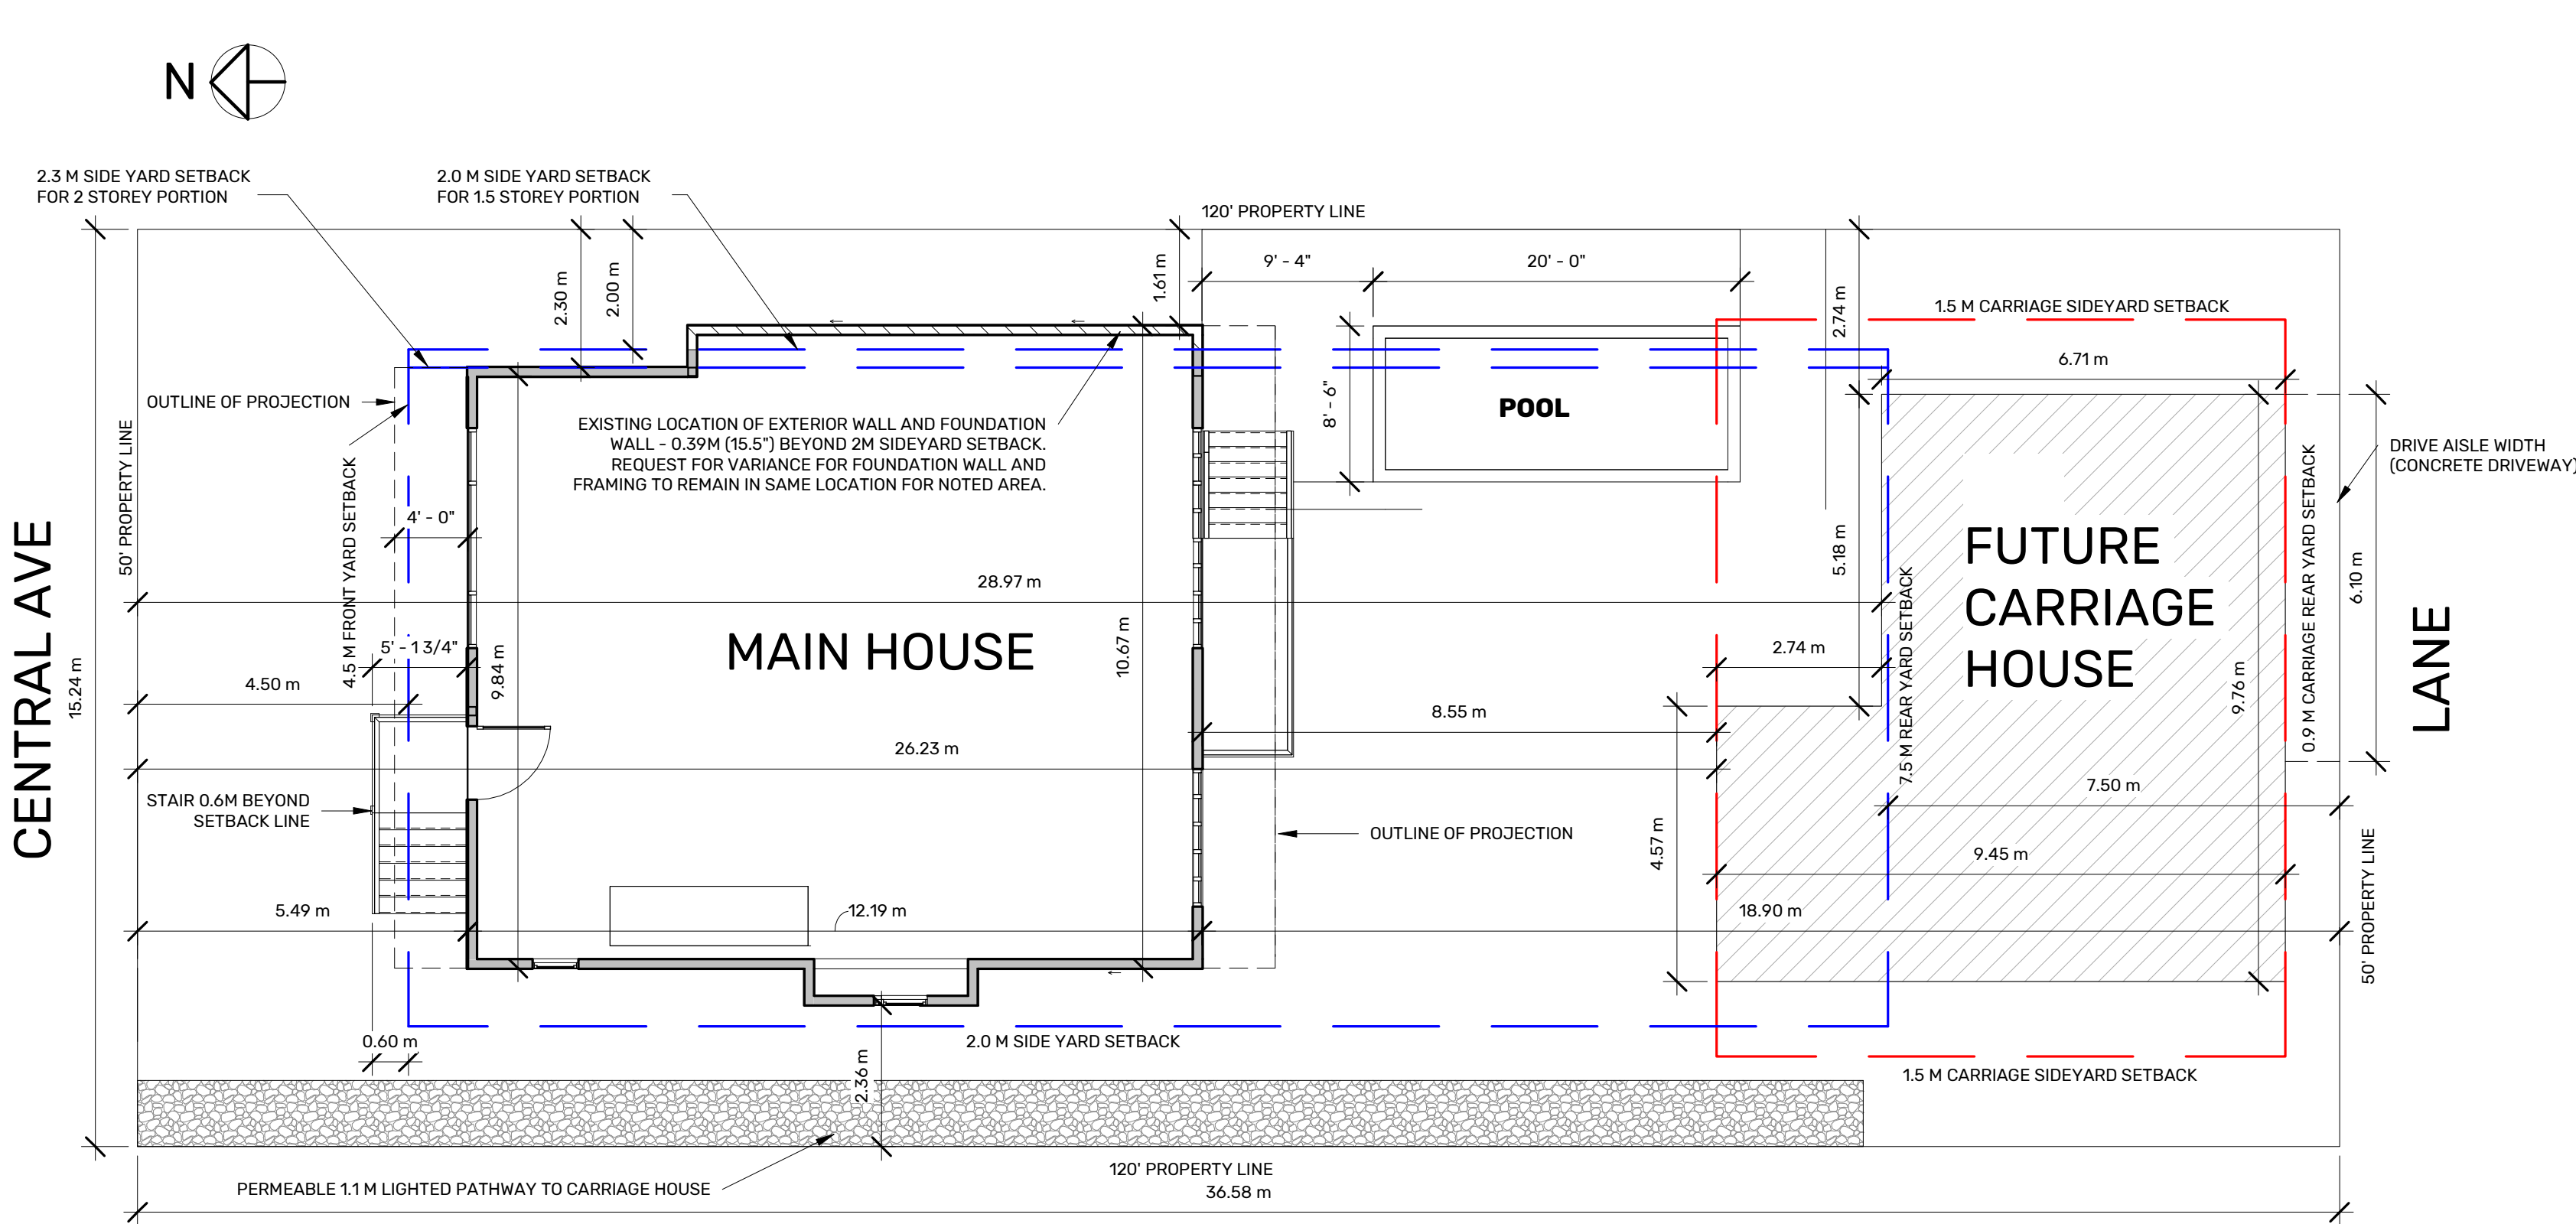 N
2.3 M SIDE YARD SETBACK
FOR 2 STOREY PORTION
2.0 M SIDE YARD SETBACK
FOR 1.5 STOREY PORTION
120' PROPERTY LINE
9' - 4"
20' - 0"
2.30 m
2.00 m
1.61 m
2.74 m
1.5 M CARRIAGE SIDEYARD SETBACK
6.71 m
OUTLINE OF PROJECTION
EXISTING LOCATION OF EXTERIOR WALL AND FOUNDATION
WALL - 0.39M (15.5") BEYOND 2M SIDEYARD SETBACK.
REQUEST FOR VARIANCE FOR FOUNDATION WALL AND
FRAMING TO REMAIN IN SAME LOCATION FOR NOTED AREA.
8' - 6"
POOL
DRIVE AISLE WIDTH
(CONCRETE DRIVEWAY)
50' PROPERTY LINE
4.5 M FRONT YARD SETBACK
4' - 0"
28.97 m
5.18 m
FUTURE
CARRIAGE
HOUSE
0.9 M CARRIAGE REAR YARD SETBACK
6.10 m
CENTRAL AVE
15.24 m
5' - 1 3/4"
9.84 m
MAIN HOUSE
10.67 m
2.74 m
7.5 M REAR YARD SETBACK
9.76 m
LANE
4.50 m
8.55 m
26.23 m
7.50 m
STAIR 0.6M BEYOND
SETBACK LINE
OUTLINE OF PROJECTION
4.57 m
9.45 m
5.49 m
12.19 m
18.90 m
50' PROPERTY LINE
0.60 m
2.0 M SIDE YARD SETBACK
2.36 m
1.5 M CARRIAGE SIDEYARD SETBACK
120' PROPERTY LINE
PERMEABLE 1.1 M LIGHTED PATHWAY TO CARRIAGE HOUSE
36.58 m